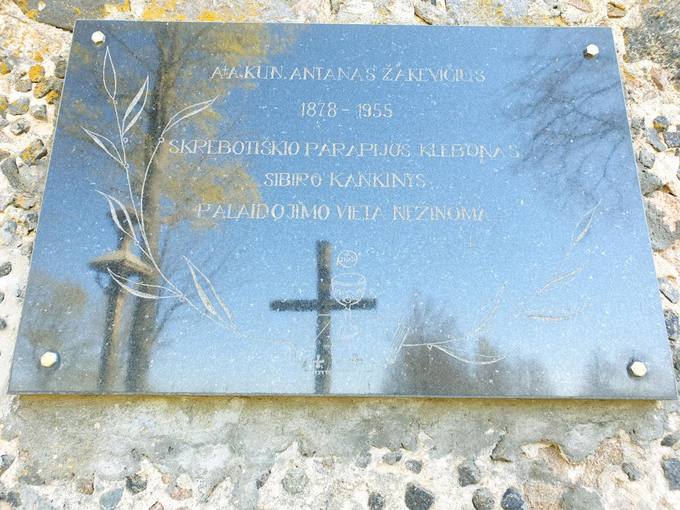 A†A. KUN. ANTANAS ŽAKEVIČIUS
1878 - 1955
SKREBOTIŠKIO PARAPIJOS KLEBONAS
SIBIRO KANKINYS
PALAIDOJIMO VIETA NEŽINOMA